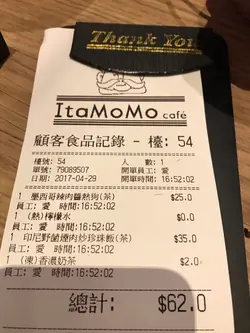 Thank You
ItaMoMo café
顧客食品記錄 - 檯: 54
檯號: 54 人 數: 1
單號: 79089507 開單員工: 愛
日期: 2017-04-29 開單時間: 16:52:02
1 墨西哥辣肉醬熱狗(茶) $25.0
員工: 愛 時間:16:52:02
1 (熱)檸檬水 $0.0
員工: 愛 時間:16:52:02
1 印尼野菌燴肉炒珍珠飯(茶) $35.0
員工: 愛 時間:16:52:02
1 (凍)香濃奶茶 $2.0
員工: 愛 時間:16:52:02
總計: $62.0